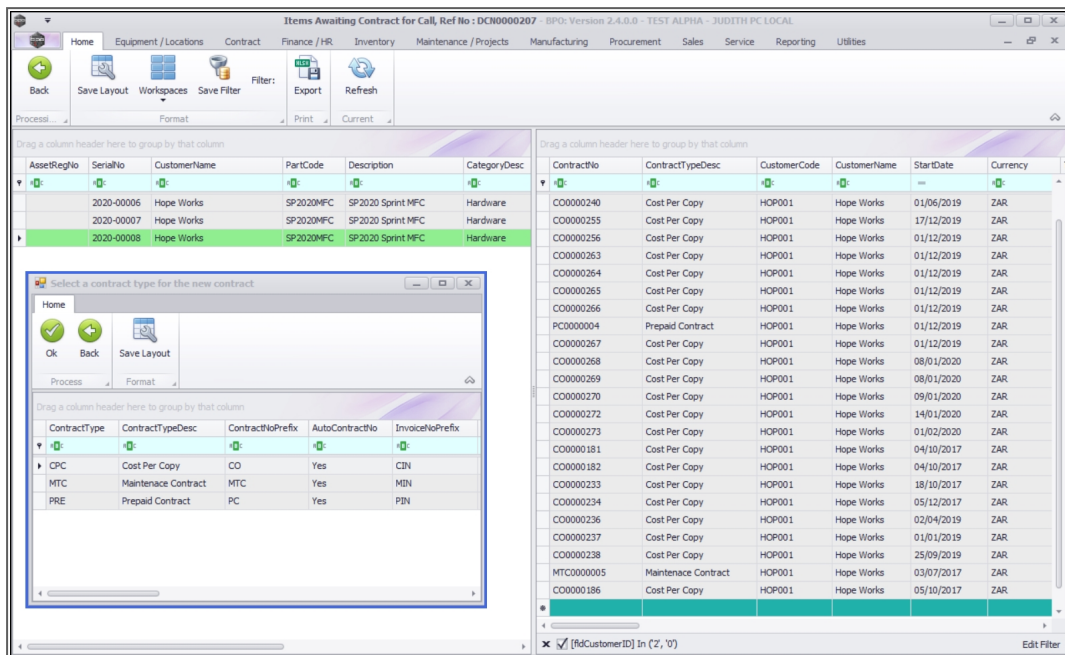 Items Awaiting Contract for Call, Ref No : DCN0000207 - BPO: Version 2.4.0.0 - TEST ALPHA - JUDITH PC LOCAL
Home Equipment / Locations Contract Finance / HR Inventory Maintenance / Projects Manufacturing Procurement Sales Service Reporting Utilities
Back Save Layout Workspaces Save Filter Filter: Export Refresh
Processi... Format Print Current
Drag a column header here to group by that column
AssetRegNo SerialNo CustomerName PartCode Description CategoryDesc
2020-00006 Hope Works SP2020MFC SP2020 Sprint MFC Hardware
2020-00007 Hope Works SP2020MFC SP2020 Sprint MFC Hardware
2020-00008 Hope Works SP2020MFC SP2020 Sprint MFC Hardware
Select a contract type for the new contract
Home
Ok Back Save Layout
Process Format
Drag a column header here to group by that column
ContractType ContractTypeDesc ContractNoPrefix AutoContractNo InvoiceNoPrefix
CPC Cost Per Copy CO Yes CIN
MTC Maintenace Contract MTC Yes MIN
PRE Prepaid Contract PC Yes PIN
Drag a column header here to group by that column
ContractNo ContractTypeDesc CustomerCode CustomerName StartDate Currency
CO0000240 Cost Per Copy HOP001 Hope Works 01/06/2019 ZAR
CO0000255 Cost Per Copy HOP001 Hope Works 17/12/2019 ZAR
CO0000256 Cost Per Copy HOP001 Hope Works 01/12/2019 ZAR
CO0000263 Cost Per Copy HOP001 Hope Works 01/12/2019 ZAR
CO0000264 Cost Per Copy HOP001 Hope Works 01/12/2019 ZAR
CO0000265 Cost Per Copy HOP001 Hope Works 01/12/2019 ZAR
CO0000266 Cost Per Copy HOP001 Hope Works 01/12/2019 ZAR
PC0000004 Prepaid Contract HOP001 Hope Works 01/12/2019 ZAR
CO0000267 Cost Per Copy HOP001 Hope Works 01/12/2019 ZAR
CO0000268 Cost Per Copy HOP001 Hope Works 08/01/2020 ZAR
CO0000269 Cost Per Copy HOP001 Hope Works 08/01/2020 ZAR
CO0000270 Cost Per Copy HOP001 Hope Works 09/01/2020 ZAR
CO0000272 Cost Per Copy HOP001 Hope Works 14/01/2020 ZAR
CO0000273 Cost Per Copy HOP001 Hope Works 01/02/2020 ZAR
CO0000181 Cost Per Copy HOP001 Hope Works 04/10/2017 ZAR
CO0000182 Cost Per Copy HOP001 Hope Works 04/10/2017 ZAR
CO0000233 Cost Per Copy HOP001 Hope Works 18/10/2017 ZAR
CO0000234 Cost Per Copy HOP001 Hope Works 05/12/2017 ZAR
CO0000236 Cost Per Copy HOP001 Hope Works 02/04/2019 ZAR
CO0000237 Cost Per Copy HOP001 Hope Works 01/01/2019 ZAR
CO0000238 Cost Per Copy HOP001 Hope Works 25/09/2019 ZAR
MTC0000005 Maintenace Contract HOP001 Hope Works 03/07/2017 ZAR
CO0000186 Cost Per Copy HOP001 Hope Works 05/10/2017 ZAR
[fldCustomerID] In ('2', '0') Edit Filter